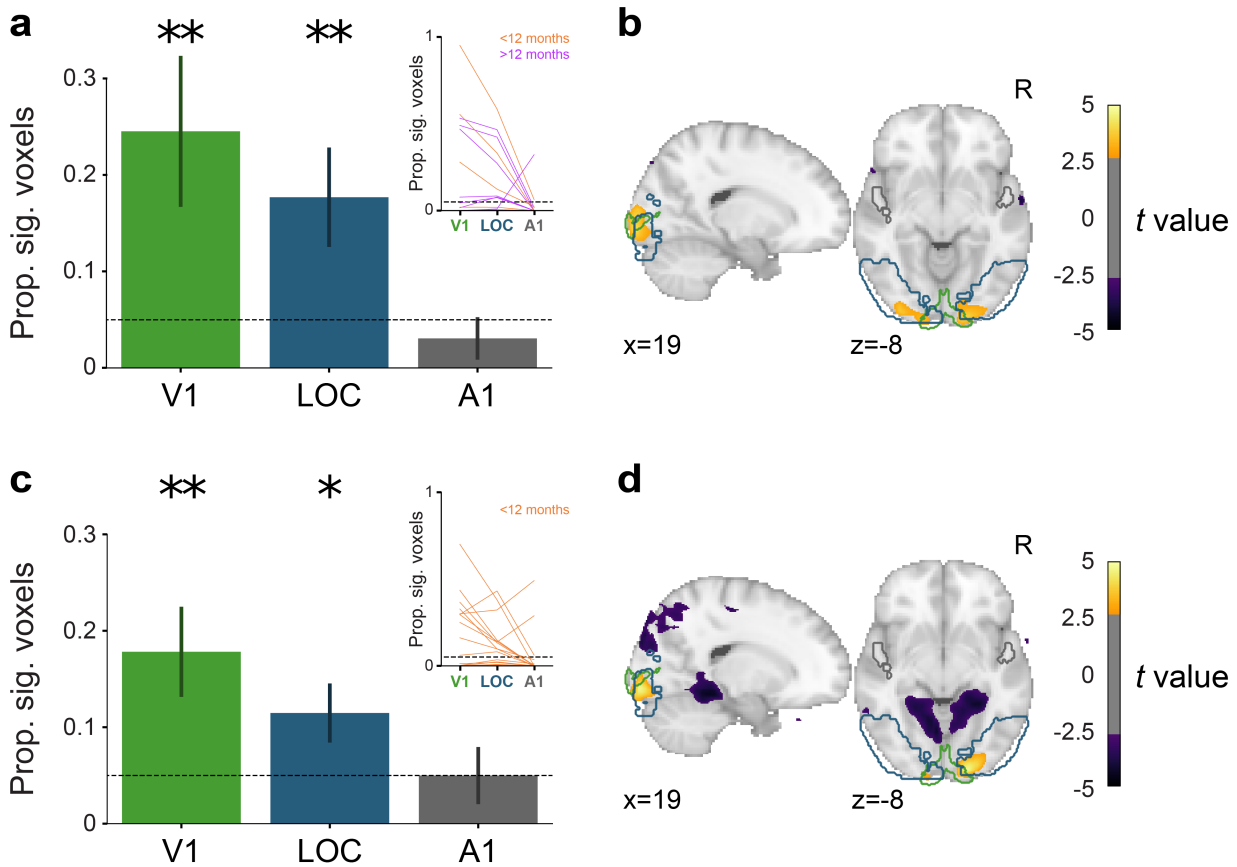 a
** **
Prop. sig. voxels
0.3
0.2
0.1
0
V1 LOC A1
Prop. sig. voxels
1
0
<12 months
>12 months
V1 LOC A1
b
R
x=19
z=-8
5
2.5
0
-2.5
-5
t value
c
** *
Prop. sig. voxels
0.3
0.2
0.1
0
V1 LOC A1
Prop. sig. voxels
1
0
<12 months
V1 LOC A1
d
R
x=19
z=-8
5
2.5
0
-2.5
-5
t value